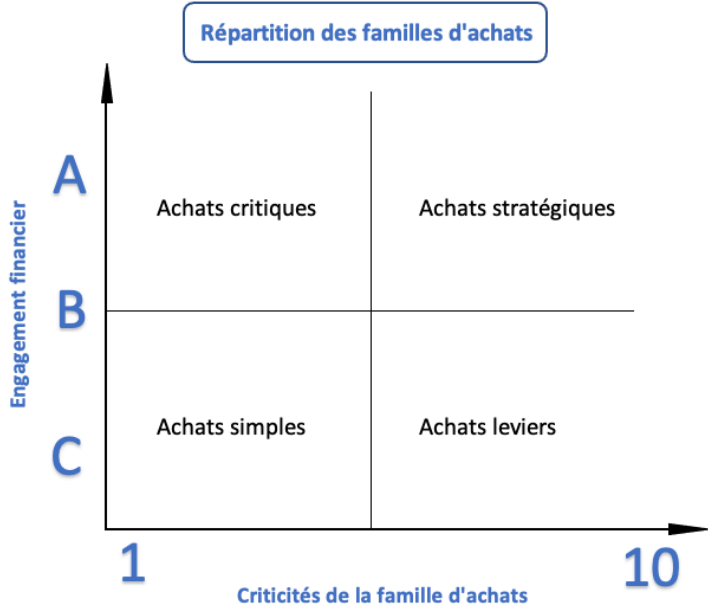 Répartition des familles d'achats
A
Achats critiques
Achats stratégiques
Engagement financier
B
Achats simples
Achats leviers
C
1
10
Criticités de la famille d'achats